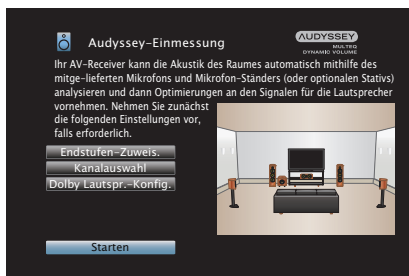 Audyssey-Einmessung
AUDYSSEY
MULTEQ
DYNAMIC VOLUME
Ihr AV-Receiver kann die Akustik des Raumes automatisch mithilfe des
mitge-lieferten Mikrofons und Mikrofon-Ständers (oder optionalen Stativs)
analysieren und dann Optimierungen an den Signalen für die Lautsprecher
vornehmen. Nehmen Sie zunächst
die folgenden Einstellungen vor,
falls erforderlich.
Endstufen-Zuweis.
Kanalauswahl
Dolby Lautspr.-Konfig.
Starten